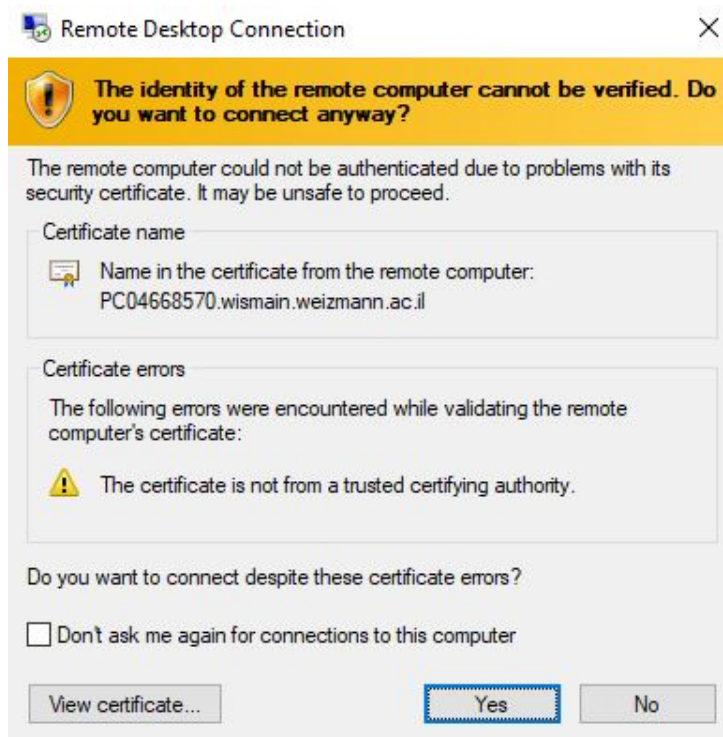 Remote Desktop Connection
The identity of the remote computer cannot be verified. Do
you want to connect anyway?
The remote computer could not be authenticated due to problems with its
security certificate. It may be unsafe to proceed.
Certificate name
Name in the certificate from the remote computer:
PC04668570.wismain.weizmann.ac.il
Certificate errors
The following errors were encountered while validating the remote
computer's certificate:
The certificate is not from a trusted certifying authority.
Do you want to connect despite these certificate errors?
Don't ask me again for connections to this computer
View certificate...
Yes
No